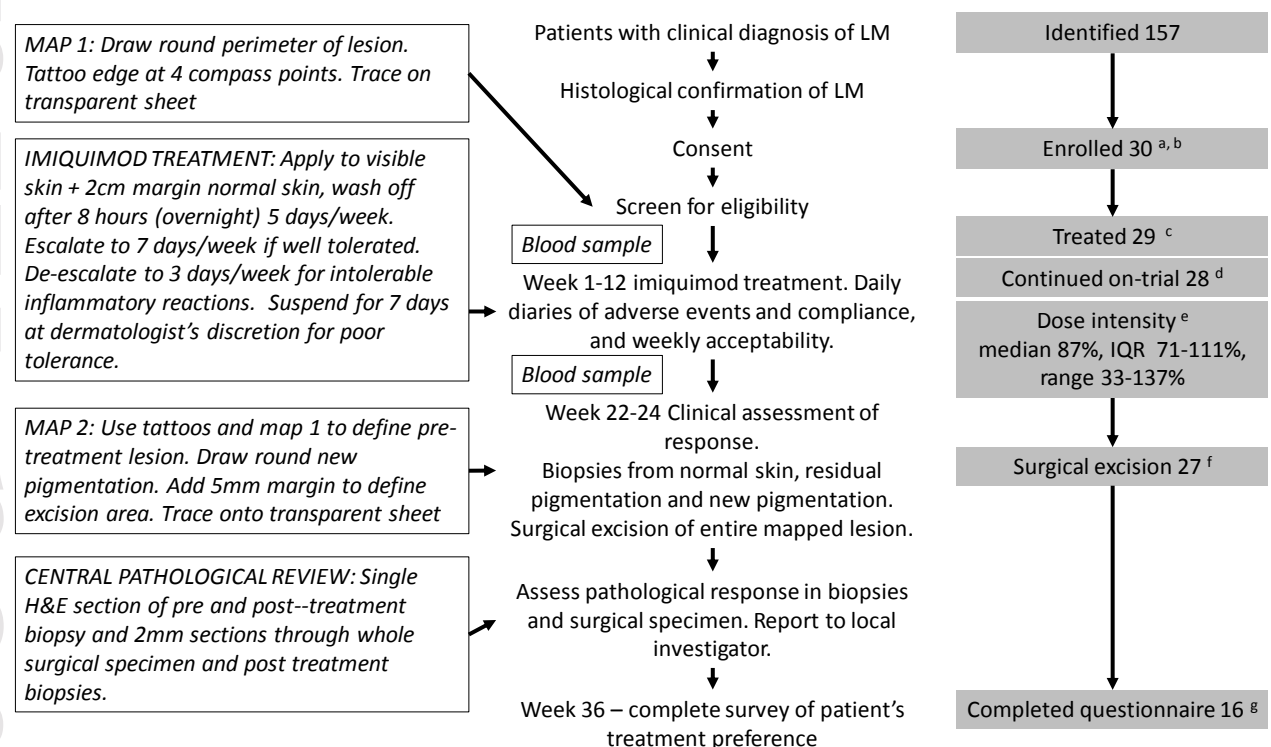 MAP 1: Draw round perimeter of lesion.
Tattoo edge at 4 compass points. Trace on
transparent sheet
IMIQUIMOD TREATMENT: Apply to visible
skin + 2cm margin normal skin, wash off
after 8 hours (overnight) 5 days/week.
Escalate to 7 days/week if well tolerated.
De-escalate to 3 days/week for intolerable
inflammatory reactions. Suspend for 7 days
at dermatologist's discretion for poor
tolerance.
MAP 2: Use tattoos and map 1 to define pre-
treatment lesion. Draw round new
pigmentation. Add 5mm margin to define
excision area. Trace onto transparent sheet
CENTRAL PATHOLOGICAL REVIEW: Single
H&E section of pre and post--treatment
biopsy and 2mm sections through whole
surgical specimen and post treatment
biopsies.
Patients with clinical diagnosis of LM
Histological confirmation of LM
Consent
Screen for eligibility
Blood sample
Week 1-12 imiquimod treatment. Daily
diaries of adverse events and compliance,
and weekly acceptability.
Blood sample
Week 22-24 Clinical assessment of
response.
Biopsies from normal skin, residual
pigmentation and new pigmentation.
Surgical excision of entire mapped lesion.
Assess pathological response in biopsies
and surgical specimen. Report to local
investigator.
Week 36 – complete survey of patient's
treatment preference
Identified 157
Enrolled 30 a, b
Treated 29 c
Continued on-trial 28 d
Dose intensity e
median 87%, IQR 71-111%,
range 33-137%
Surgical excision 27 f
Completed questionnaire 16 g